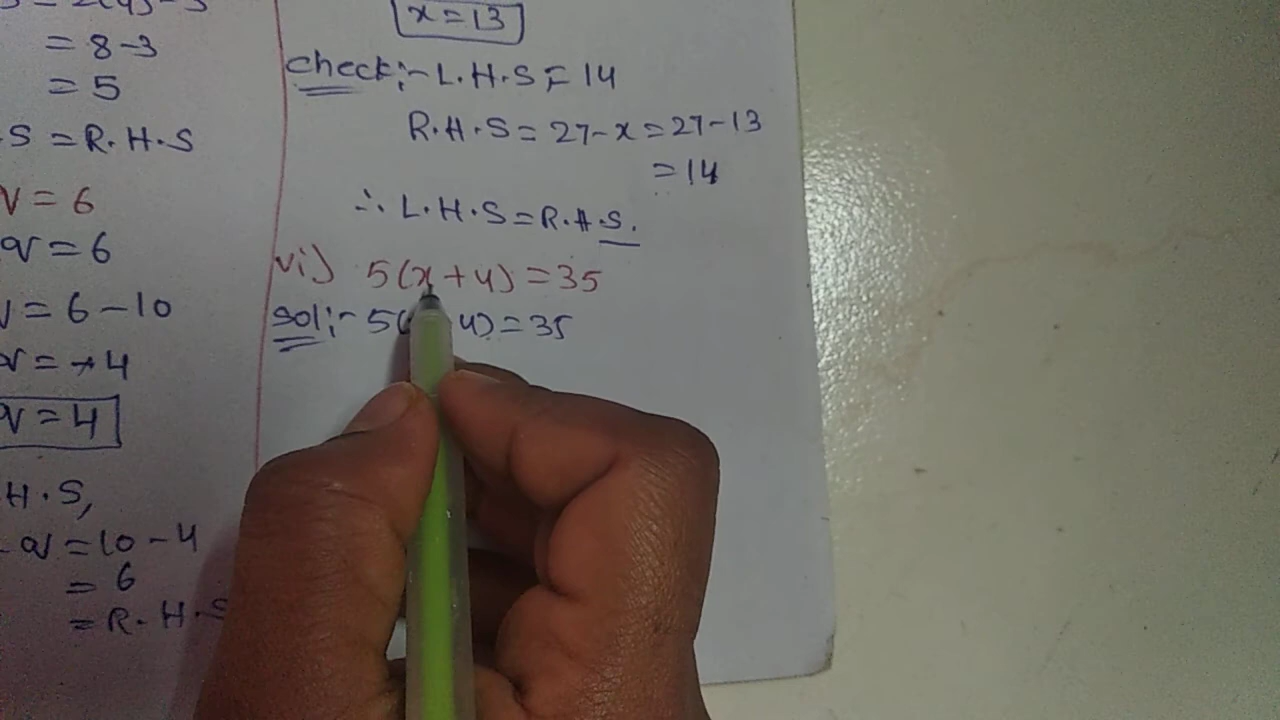 = 8-3
= 5
S = R.H.S
V = 6
q = 6
= 6-10
= 4
= 4
H.S,
q = 10-4
= 6
= R.H.S
x = 13
check:- L.H.S = 14
R.H.S = 27-x = 27-13
= 14
∴ L.H.S = R.H.S.
vi) 5(x+4) = 35
Sol:- 5( 4) = 35